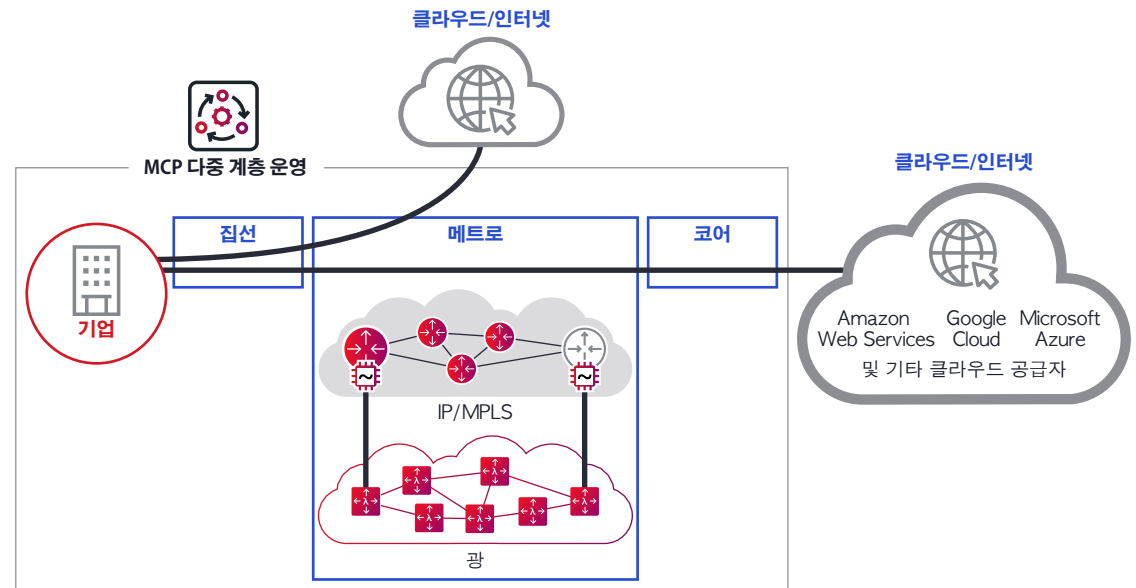 클라우드/인터넷
MCP 다중 계층 운영
클라우드/인터넷
집선
메트로
코어
기업
Amazon Web Services
Google Cloud
Microsoft Azure
및 기타 클라우드 공급자
IP/MPLS
광